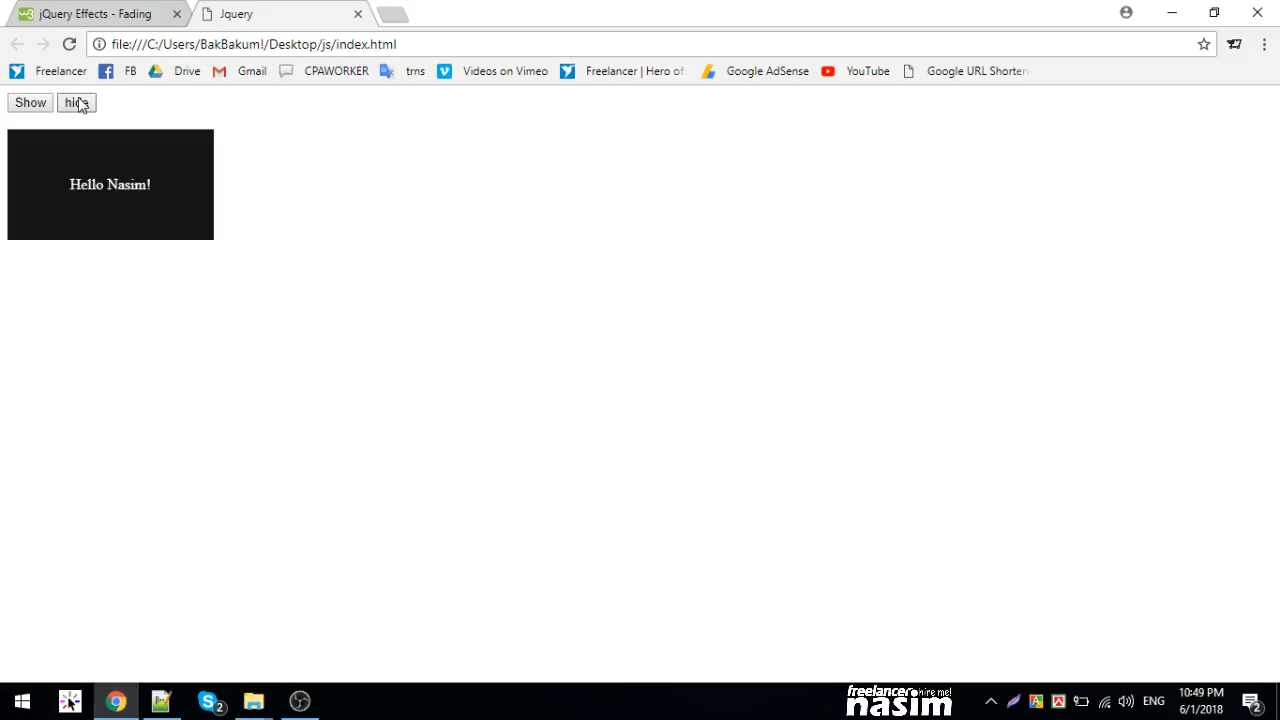 jQuery Effects - Fading
Jquery
file:///C:/Users/BakBakum!/Desktop/js/index.html
Freelancer FB Drive Gmail CPAWORKER trns Videos on Vimeo Freelancer | Hero of Google AdSense YouTube Google URL Shorten
Show
Hello Nasim!
freelancer hire me!
nasim
ENG
10:49 PM
6/1/2018
2
2